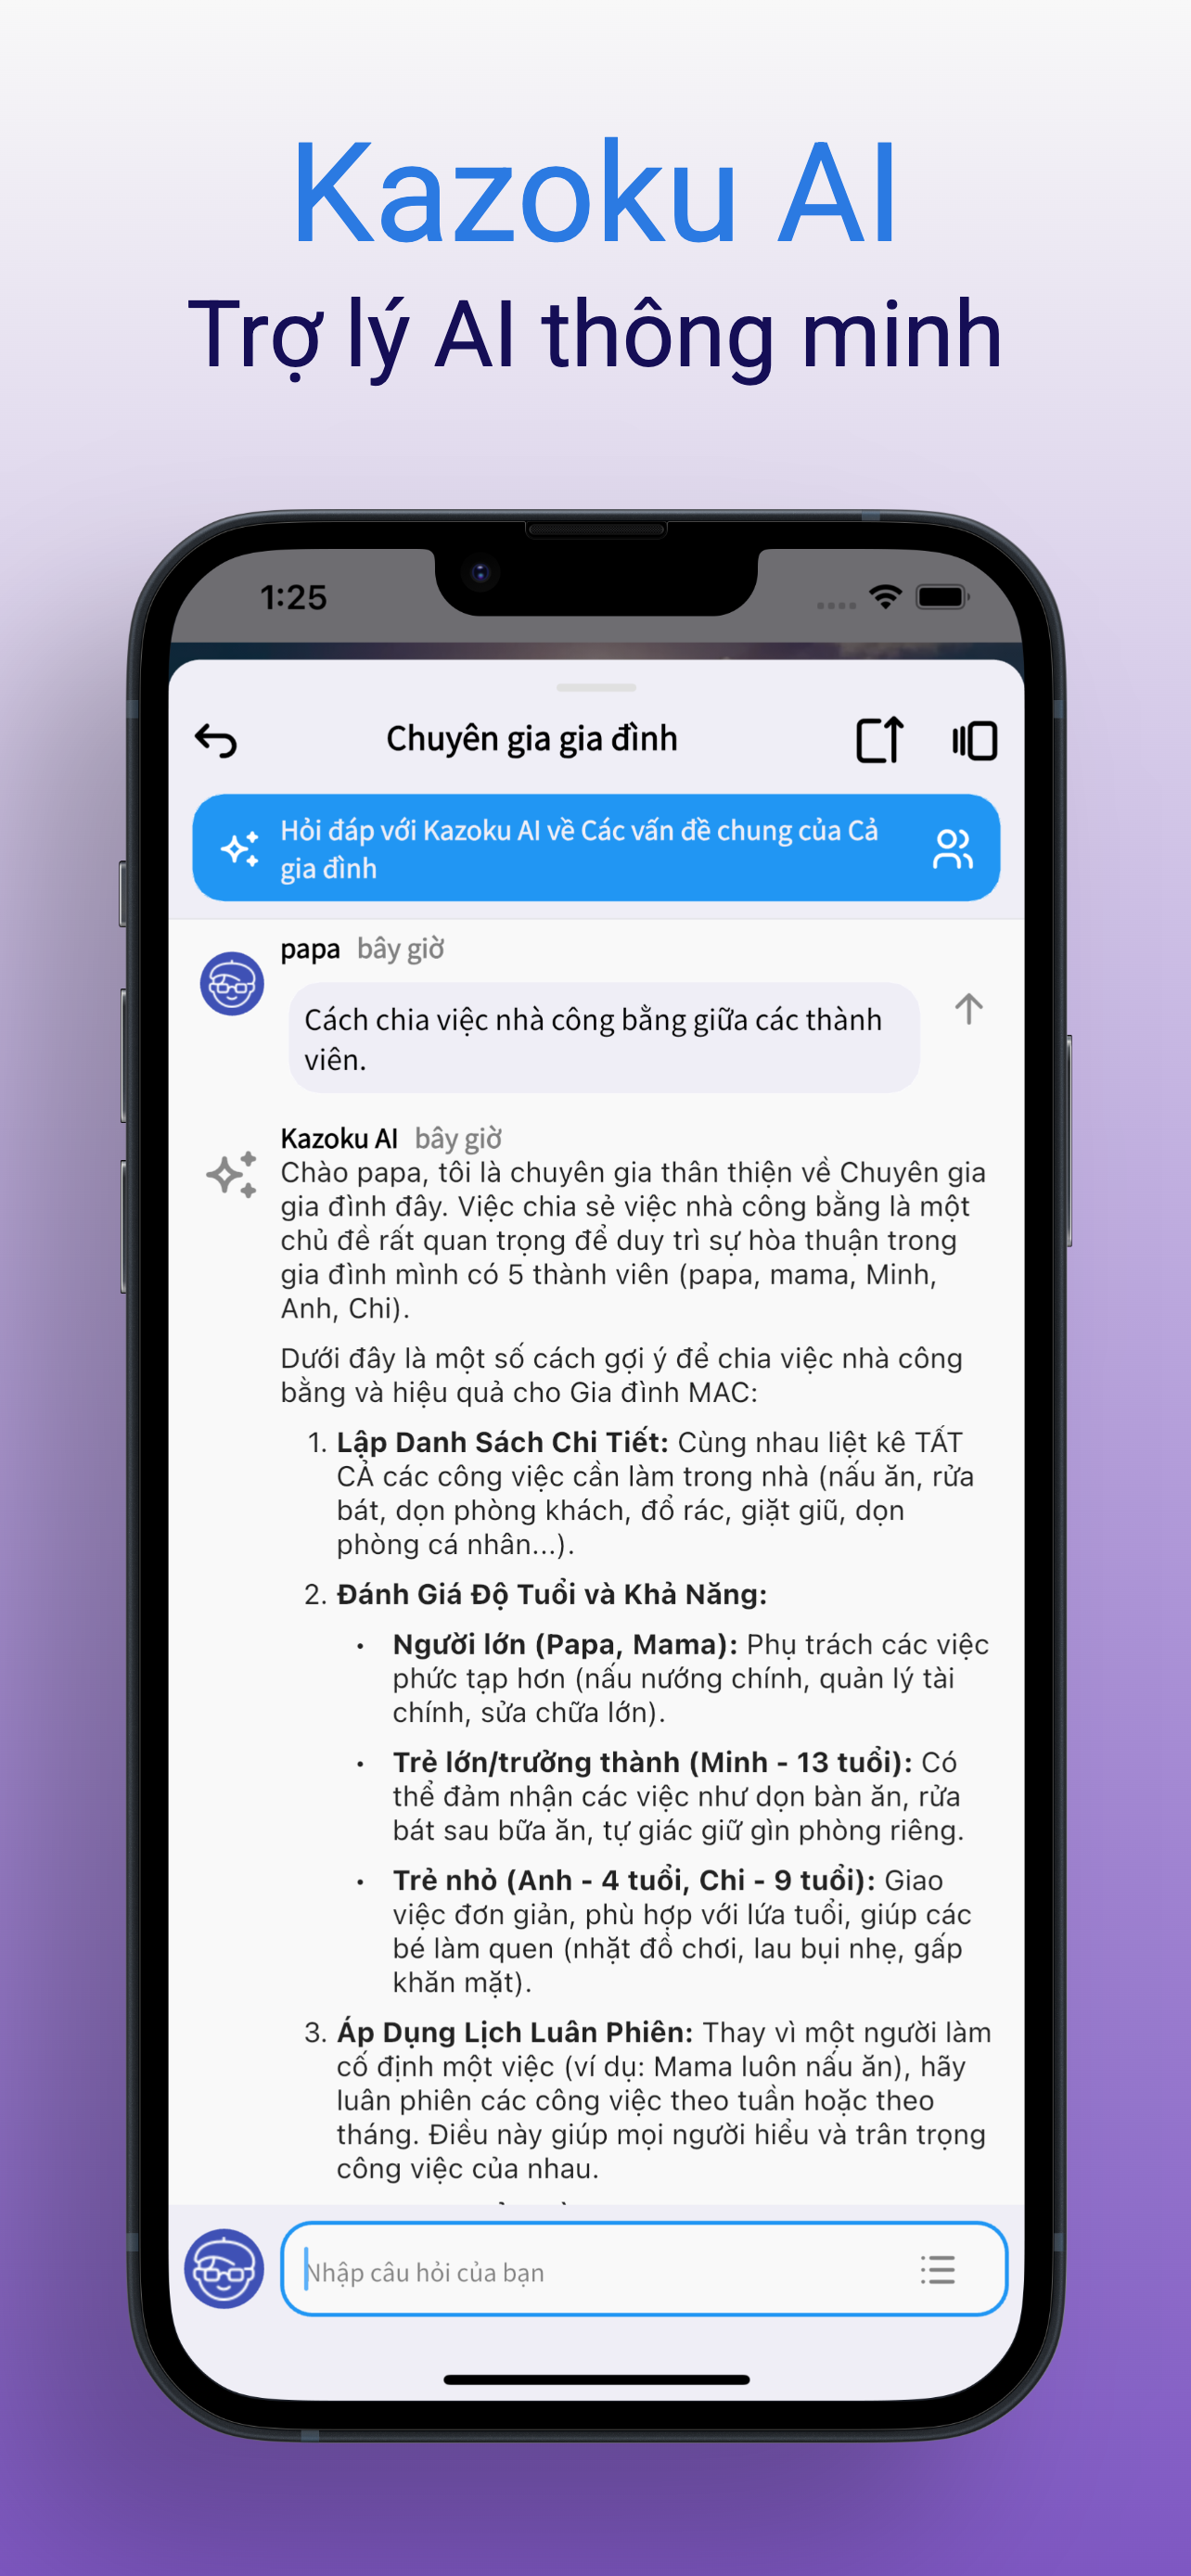 Kazoku AI
Trợ lý AI thông minh
1:25
Chuyên gia gia đình
Hỏi đáp với Kazoku AI về Các vấn đề chung của Cả
gia đình
papa bây giờ
Cách chia việc nhà công bằng giữa các thành
viên.
Kazoku AI bây giờ
Chào papa, tôi là chuyên gia thân thiện về Chuyên gia
gia đình đây. Việc chia sẻ việc nhà công bằng là một
chủ đề rất quan trọng để duy trì sự hòa thuận trong
gia đình mình có 5 thành viên (papa, mama, Minh,
Anh, Chi).
Dưới đây là một số cách gợi ý để chia việc nhà công
bằng và hiệu quả cho Gia đình MAC:
1. Lập Danh Sách Chi Tiết: Cùng nhau liệt kê TẤT
CẢ các công việc cần làm trong nhà (nấu ăn, rửa
bát, dọn phòng khách, đổ rác, giặt giũ, dọn
phòng cá nhân...).
2. Đánh Giá Độ Tuổi và Khả Năng:
• Người lớn (Papa, Mama): Phụ trách các việc
phức tạp hơn (nấu nướng chính, quản lý tài
chính, sửa chữa lớn).
• Trẻ lớn/trưởng thành (Minh - 13 tuổi): Có
thể đảm nhận các việc như dọn bàn ăn, rửa
bát sau bữa ăn, tự giác giữ gìn phòng riêng.
• Trẻ nhỏ (Anh - 4 tuổi, Chi - 9 tuổi): Giao
việc đơn giản, phù hợp với lứa tuổi, giúp các
bé làm quen (nhặt đồ chơi, lau bụi nhẹ, gấp
khăn mặt).
3. Áp Dụng Lịch Luân Phiên: Thay vì một người làm
cố định một việc (ví dụ: Mama luôn nấu ăn), hãy
luân phiên các công việc theo tuần hoặc theo
tháng. Điều này giúp mọi người hiểu và trân trọng
công việc của nhau.
Nhập câu hỏi của bạn